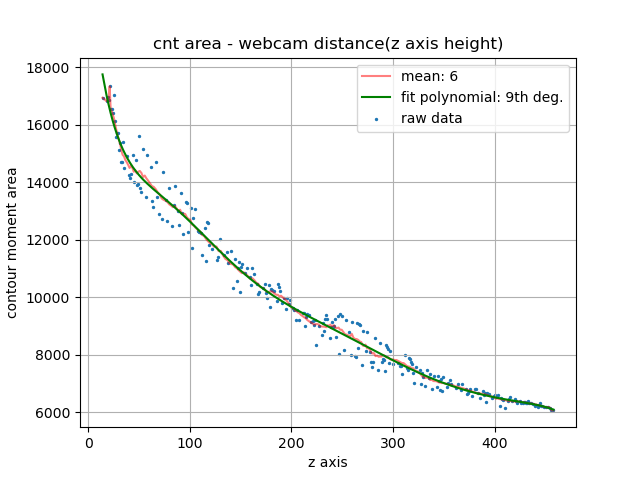 cnt area - webcam distance(z axis height)
18000
16000
14000
12000
10000
8000
6000
contour moment area
mean: 6
fit polynomial: 9th deg.
raw data
0
100
200
300
400
z axis